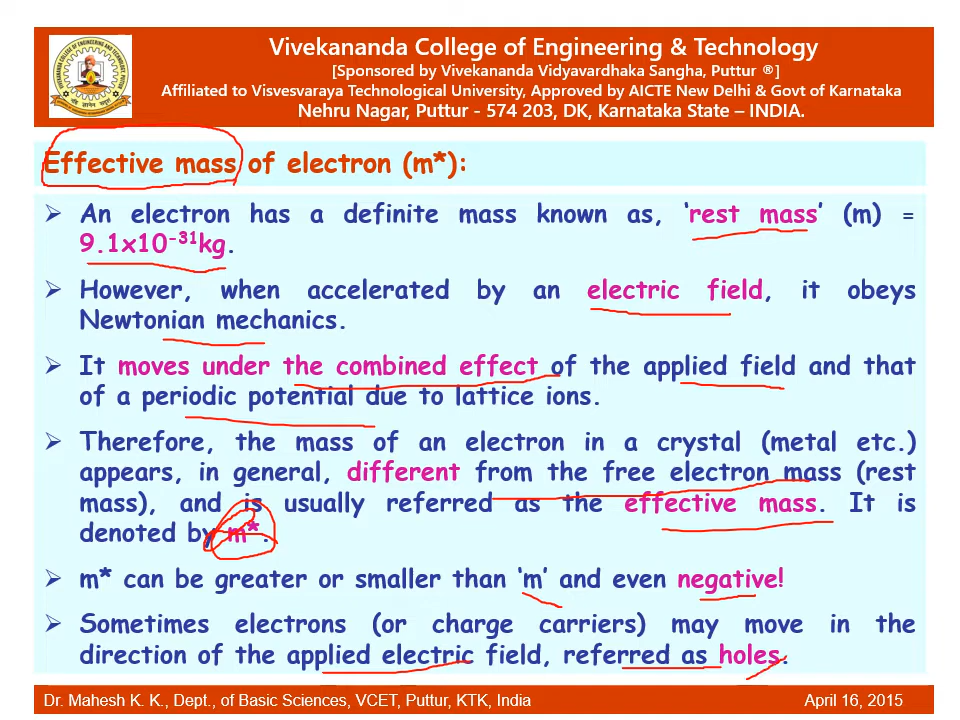 Vivekananda College of Engineering & Technology
[Sponsored by Vivekananda Vidyavardhaka Sangha, Puttur ®]
Affiliated to Visvesvaraya Technological University, Approved by AICTE New Delhi & Govt of Karnataka
Nehru Nagar, Puttur - 574 203, DK, Karnataka State – INDIA.
Effective mass of electron (m*):
➢ An electron has a definite mass known as, ‘rest mass’ (m) =
9.1x10⁻³¹kg.
➢ However, when accelerated by an electric field, it obeys
Newtonian mechanics.
➢ It moves under the combined effect of the applied field and that
of a periodic potential due to lattice ions.
➢ Therefore, the mass of an electron in a crystal (metal etc.)
appears, in general, different from the free electron mass (rest
mass), and is usually referred as the effective mass. It is
denoted by m*.
➢ m* can be greater or smaller than ‘m’ and even negative!
➢ Sometimes electrons (or charge carriers) may move in the
direction of the applied electric field, referred as holes.
Dr. Mahesh K. K., Dept., of Basic Sciences, VCET, Puttur, KTK, India
April 16, 2015